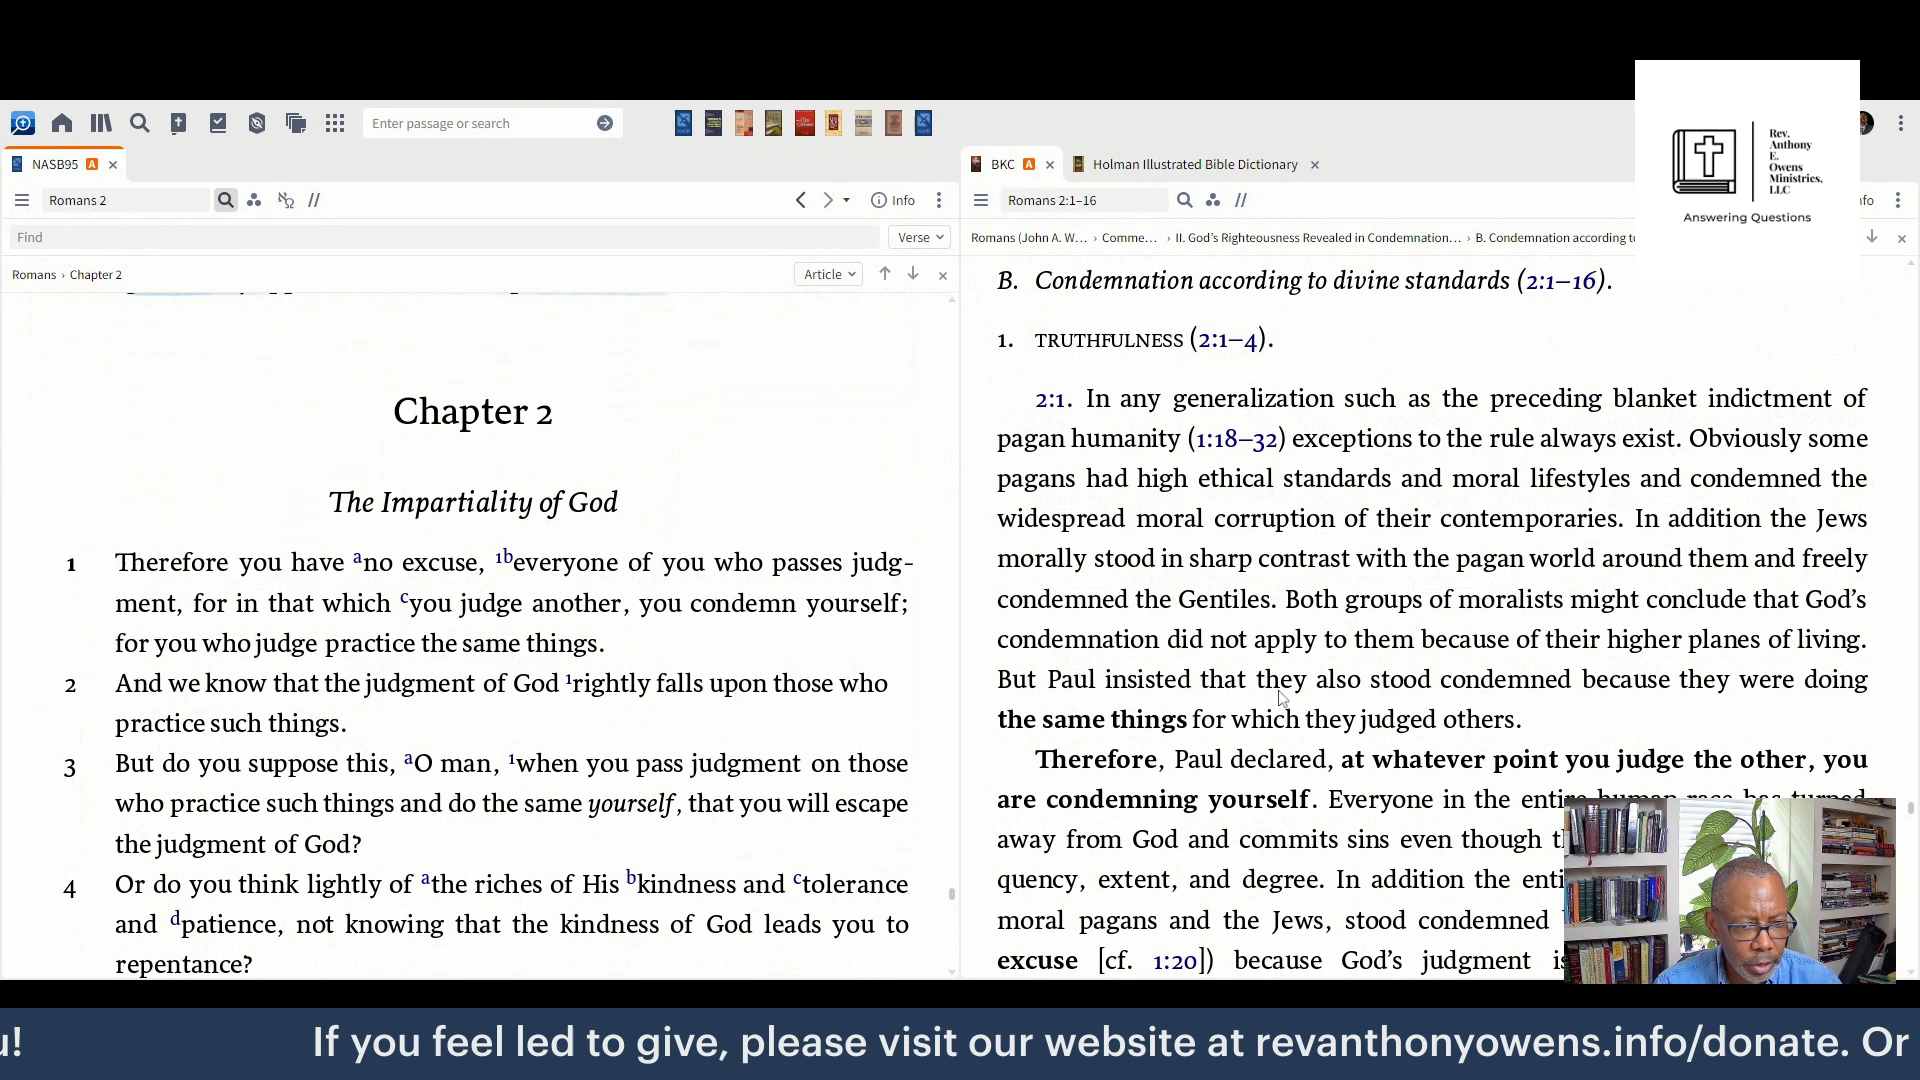 Enter passage or search
NASB95 A
Romans 2
Info
Find
Verse
Romans › Chapter 2
Article
Chapter 2
The Impartiality of God
1 Therefore you have ano excuse, 1beveryone of you who passes judg-
ment, for in that which cyou judge another, you condemn yourself;
for you who judge practice the same things.
2 And we know that the judgment of God 1rightly falls upon those who
practice such things.
3 But do you suppose this, aO man, 1when you pass judgment on those
who practice such things and do the same yourself, that you will escape
the judgment of God?
4 Or do you think lightly of athe riches of His bkindness and ctolerance
and dpatience, not knowing that the kindness of God leads you to
repentance?
BKC A
Holman Illustrated Bible Dictionary
Romans 2:1–16
Romans (John A. W... › Comme... › II. God's Righteousness Revealed in Condemnation... › B. Condemnation according to
B. Condemnation according to divine standards (2:1–16).
1. TRUTHFULNESS (2:1–4).
2:1. In any generalization such as the preceding blanket indictment of
pagan humanity (1:18–32) exceptions to the rule always exist. Obviously some
pagans had high ethical standards and moral lifestyles and condemned the
widespread moral corruption of their contemporaries. In addition the Jews
morally stood in sharp contrast with the pagan world around them and freely
condemned the Gentiles. Both groups of moralists might conclude that God's
condemnation did not apply to them because of their higher planes of living.
But Paul insisted that they also stood condemned because they were doing
the same things for which they judged others.
Therefore, Paul declared, at whatever point you judge the other, you
are condemning yourself. Everyone in the entire human race has turned
away from God and commits sins even though
quency, extent, and degree. In addition the
moral pagans and the Jews, stood condemned
excuse [cf. 1:20]) because God's judgment
Rev.
Anthony
E.
Owens
Ministries,
LLC
Answering Questions
u! If you feel led to give, please visit our website at revanthonyowens.info/donate. Or